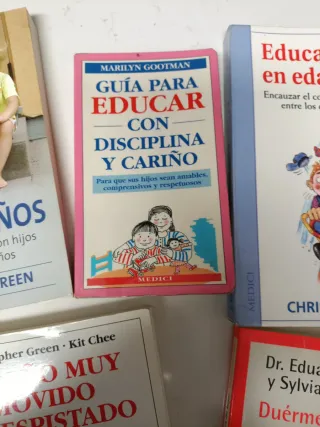 MARILYN GOOTMAN
GUÍA PARA
EDUCAR
CON
DISCIPLINA
Y CARIÑO
Para que sus hijos sean amables,
comprensivos y respetuosos
MEDICI
Educa
en eda
Encauzar el co
entre los
MEDICI
CHRI
ÑOS
on hijos
ños
GREEN
pher Green · Kit Chee
O MUY
MOVIDO
ESPISTADO
Dr. Edua
y Sylvia
Duérme